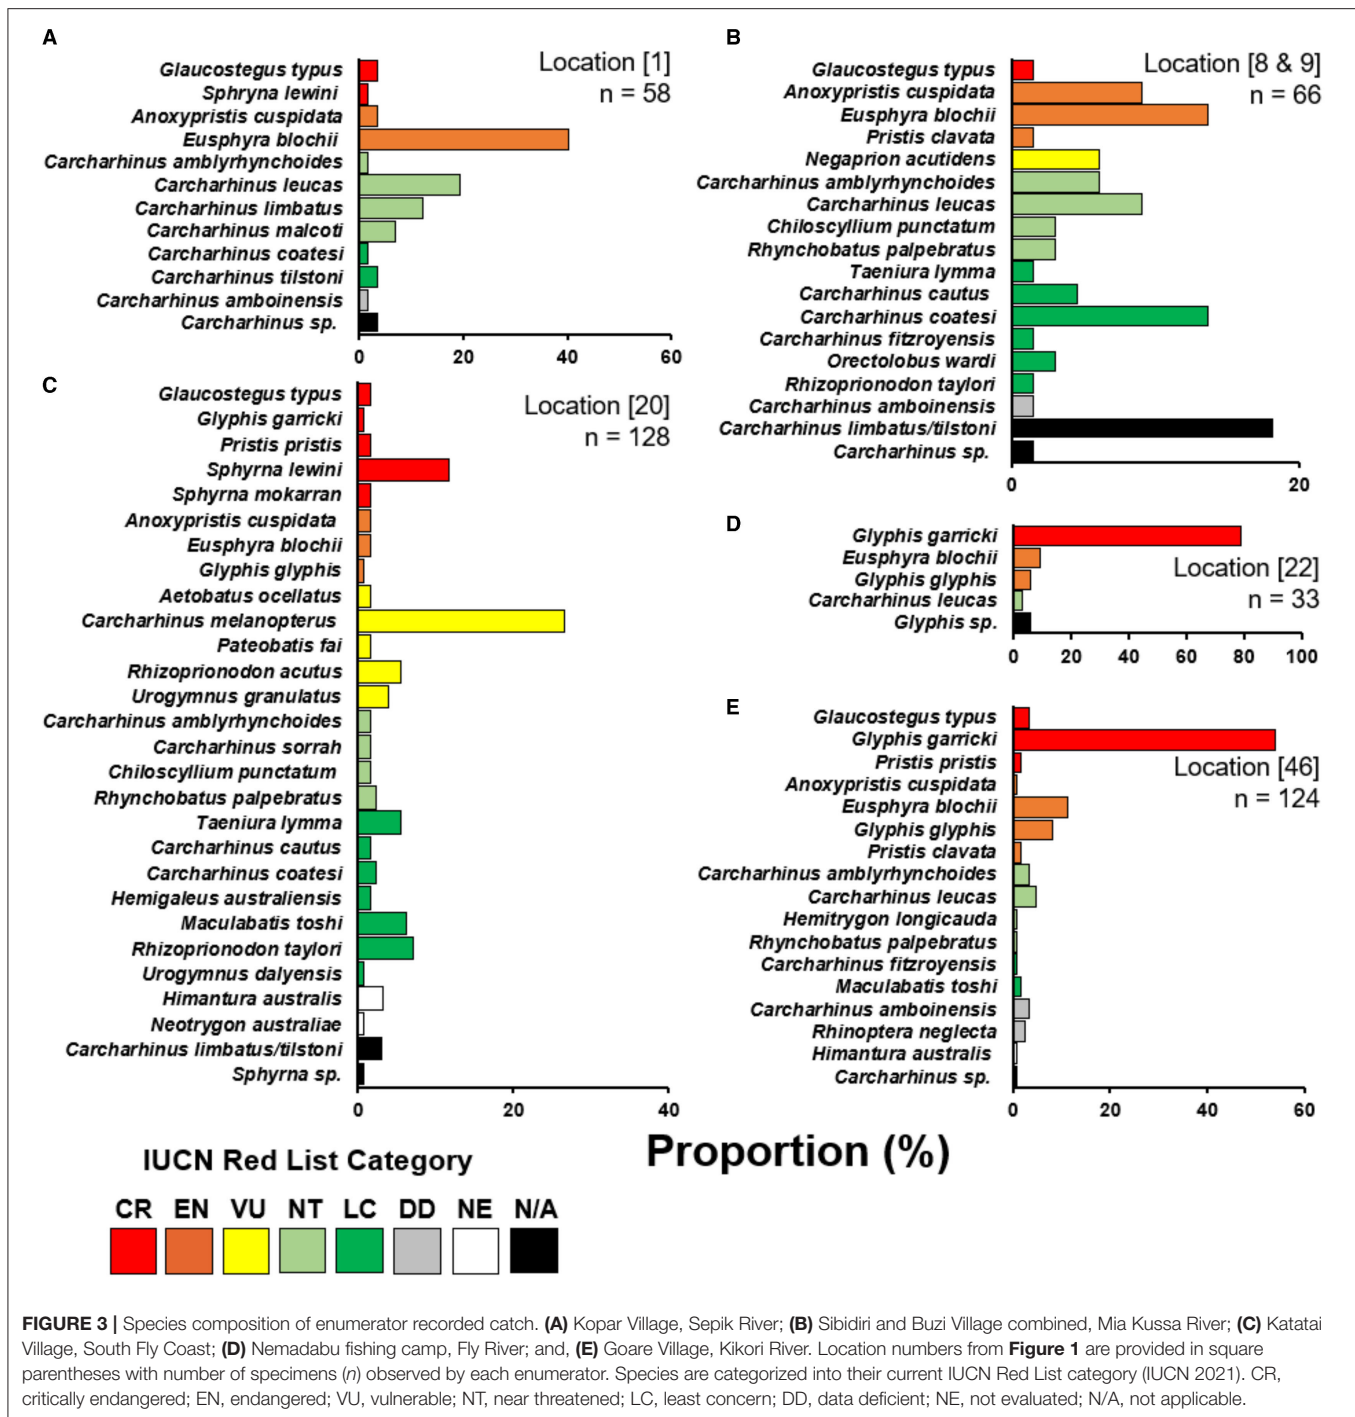 A
Location [1]
n = 58
Glaucostegus typus
Sphryna lewini
Anoxypristis cuspidata
Eusphyra blochii
Carcharhinus amblyrhynchoides
Carcharhinus leucas
Carcharhinus limbatus
Carcharhinus malcoti
Carcharhinus coatesi
Carcharhinus tilstoni
Carcharhinus amboinensis
Carcharhinus sp.
0 20 40 60
B
Location [8 & 9]
n = 66
Glaucostegus typus
Anoxypristis cuspidata
Eusphyra blochii
Pristis clavata
Negaprion acutidens
Carcharhinus amblyrhynchoides
Carcharhinus leucas
Chiloscyllium punctatum
Rhynchobatus palpebratus
Taeniura lymma
Carcharhinus cautus
Carcharhinus coatesi
Carcharhinus fitzroyensis
Orectolobus wardi
Rhizoprionodon taylori
Carcharhinus amboinensis
Carcharhinus limbatus/tilstoni
Carcharhinus sp.
0 20
C
Location [20]
n = 128
Glaucostegus typus
Glyphis garricki
Pristis pristis
Sphyrna lewini
Sphyrna mokarran
Anoxypristis cuspidata
Eusphyra blochii
Glyphis glyphis
Aetobatus ocellatus
Carcharhinus melanopterus
Pateobatis fai
Rhizoprionodon acutus
Urogymnus granulatus
Carcharhinus amblyrhynchoides
Carcharhinus sorrah
Chiloscyllium punctatum
Rhynchobatus palpebratus
Taeniura lymma
Carcharhinus cautus
Carcharhinus coatesi
Hemigaleus australiensis
Maculabatis toshi
Rhizoprionodon taylori
Urogymnus dalyensis
Himantura australis
Neotrygon australiae
Carcharhinus limbatus/tilstoni
Sphyrna sp.
0 20 40
D
Location [22]
n = 33
Glyphis garricki
Eusphyra blochii
Glyphis glyphis
Carcharhinus leucas
Glyphis sp.
0 20 40 60 80 100
E
Location [46]
n = 124
Glaucostegus typus
Glyphis garricki
Pristis pristis
Anoxypristis cuspidata
Eusphyra blochii
Glyphis glyphis
Pristis clavata
Carcharhinus amblyrhynchoides
Carcharhinus leucas
Hemitrygon longicauda
Rhynchobatus palpebratus
Carcharhinus fitzroyensis
Maculabatis toshi
Carcharhinus amboinensis
Rhinoptera neglecta
Himantura australis
Carcharhinus sp.
0 20 40 60
Proportion (%)
IUCN Red List Category
CR EN VU NT LC DD NE N/A
FIGURE 3 | Species composition of enumerator recorded catch. (A) Kopar Village, Sepik River; (B) Sibidiri and Buzi Village combined, Mia Kussa River; (C) Katatai
Village, South Fly Coast; (D) Nemadabu fishing camp, Fly River; and, (E) Goare Village, Kikori River. Location numbers from Figure 1 are provided in square
parentheses with number of specimens (n) observed by each enumerator. Species are categorized into their current IUCN Red List category (IUCN 2021). CR,
critically endangered; EN, endangered; VU, vulnerable; NT, near threatened; LC, least concern; DD, data deficient; NE, not evaluated; N/A, not applicable.